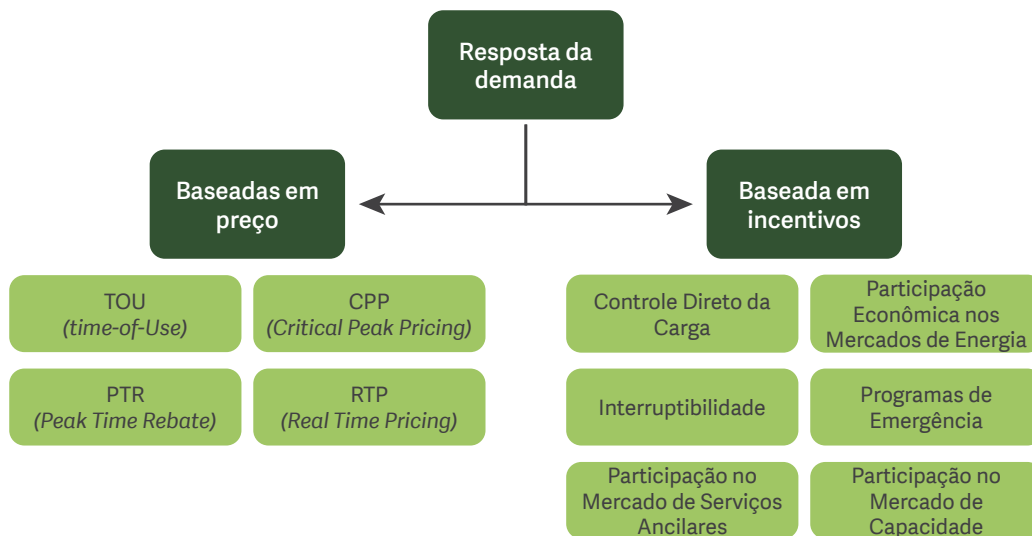 Resposta da
demanda
Baseadas em
preço
Baseada em
incentivos
TOU
(time-of-Use)
CPP
(Critical Peak Pricing)
PTR
(Peak Time Rebate)
RTP
(Real Time Pricing)
Controle Direto da
Carga
Participação
Econômica nos
Mercados de Energia
Interruptibilidade
Programas de
Emergência
Participação no
Mercado de Serviços
Ancilares
Participação no
Mercado de
Capacidade